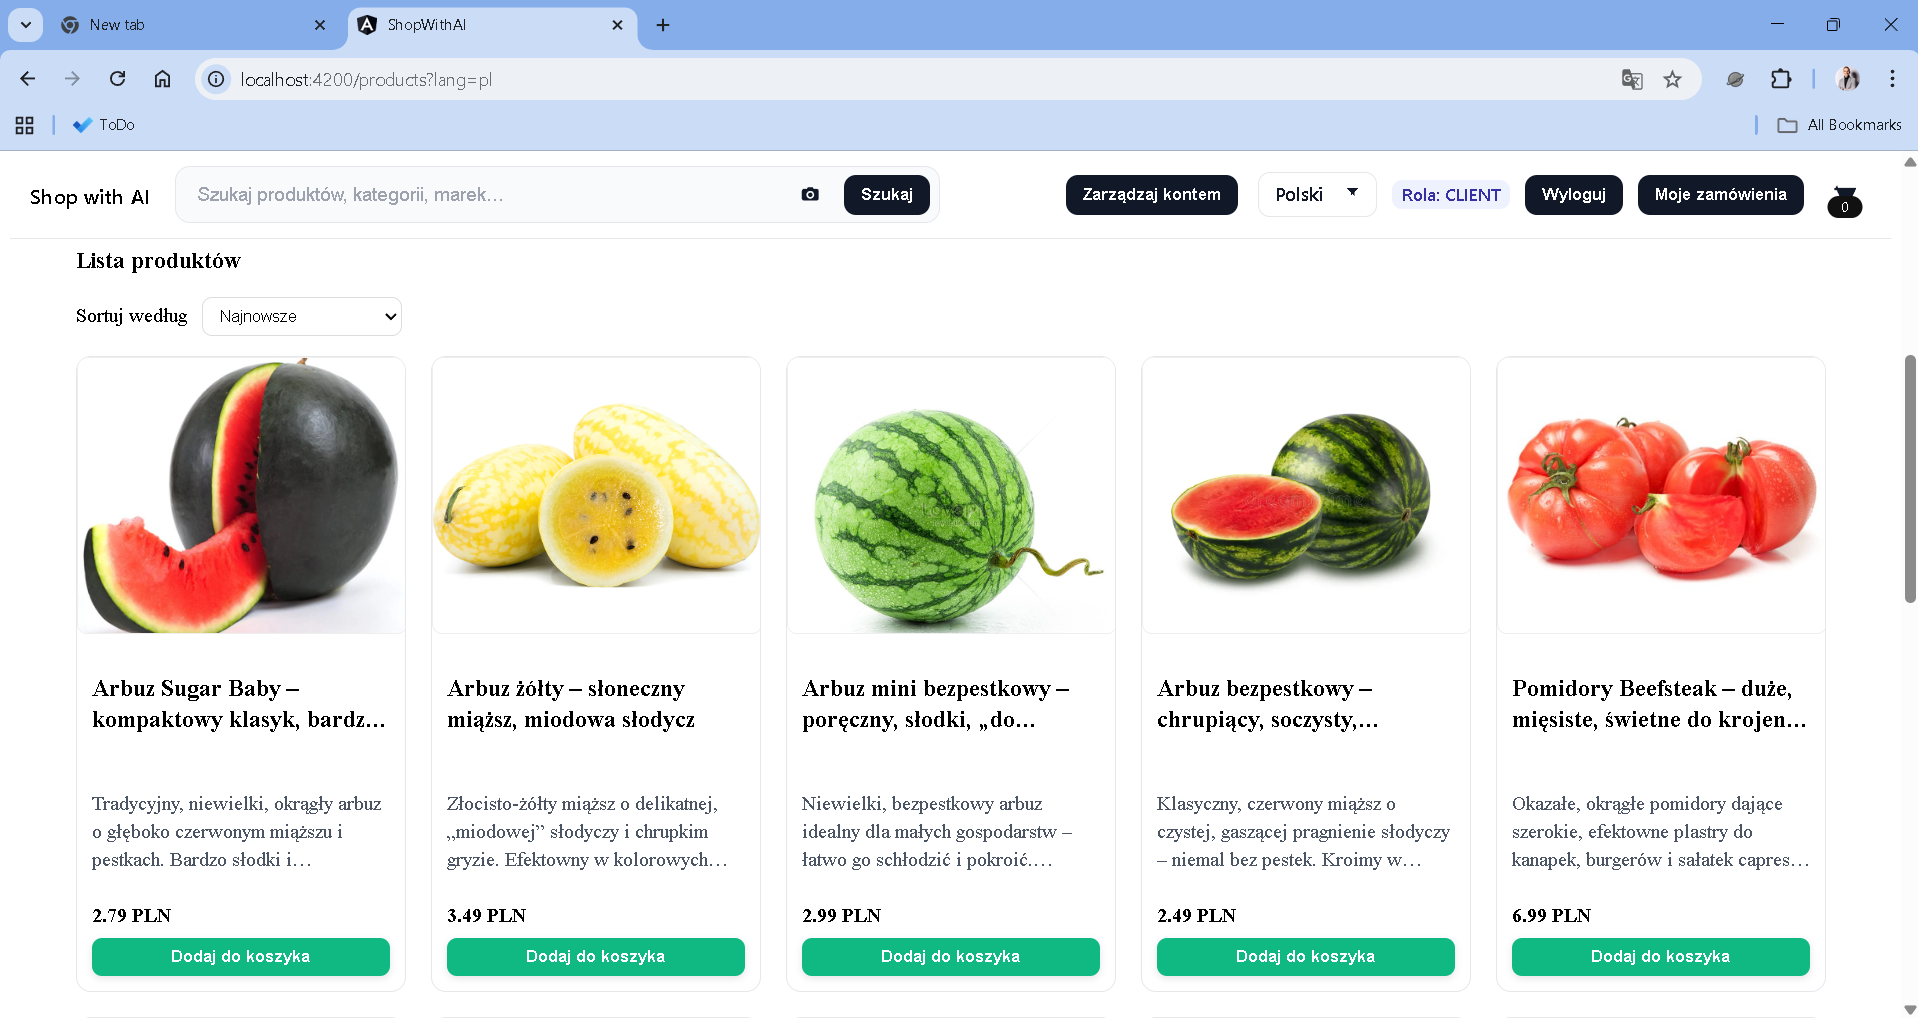 New tab
ShopWithAI
localhost:4200/products?lang=pl
ToDo
All Bookmarks
Shop with AI
Szukaj produktów, kategorii, marek...
Szukaj
Zarządzaj kontem
Polski
Rola: CLIENT
Wyloguj
Moje zamówienia
0
Lista produktów
Sortuj według
Najnowsze
Arbuz Sugar Baby –
kompaktowy klasyk, bardz...
Tradycyjny, niewielki, okrągły arbuz
o głęboko czerwonym miąższu i
pestkach. Bardzo słodki i...
2.79 PLN
Dodaj do koszyka
Arbuz żółty – słoneczny
miąższ, miodowa słodycz
Złocisto-żółty miąższ o delikatnej,
„miodowej” słodyczy i chrupkim
gryzie. Efektowny w kolorowych...
3.49 PLN
Dodaj do koszyka
Arbuz mini bezpestkowy –
poręczny, słodki, „do...
Niewielki, bezpestkowy arbuz
idealny dla małych gospodarstw –
łatwo go schłodzić i pokroić....
2.99 PLN
Dodaj do koszyka
Arbuz bezpestkowy –
chrupiący, soczysty,...
Klasyczny, czerwony miąższ o
czystej, gaszącej pragnienie słodyczy
– niemal bez pestek. Kroimy w...
2.49 PLN
Dodaj do koszyka
Pomidory Beefsteak – duże,
mięsiste, świetne do krojen...
Okazałe, okrągłe pomidory dające
szerokie, efektowne plastry do
kanapek, burgerów i sałatek capres...
6.99 PLN
Dodaj do koszyka